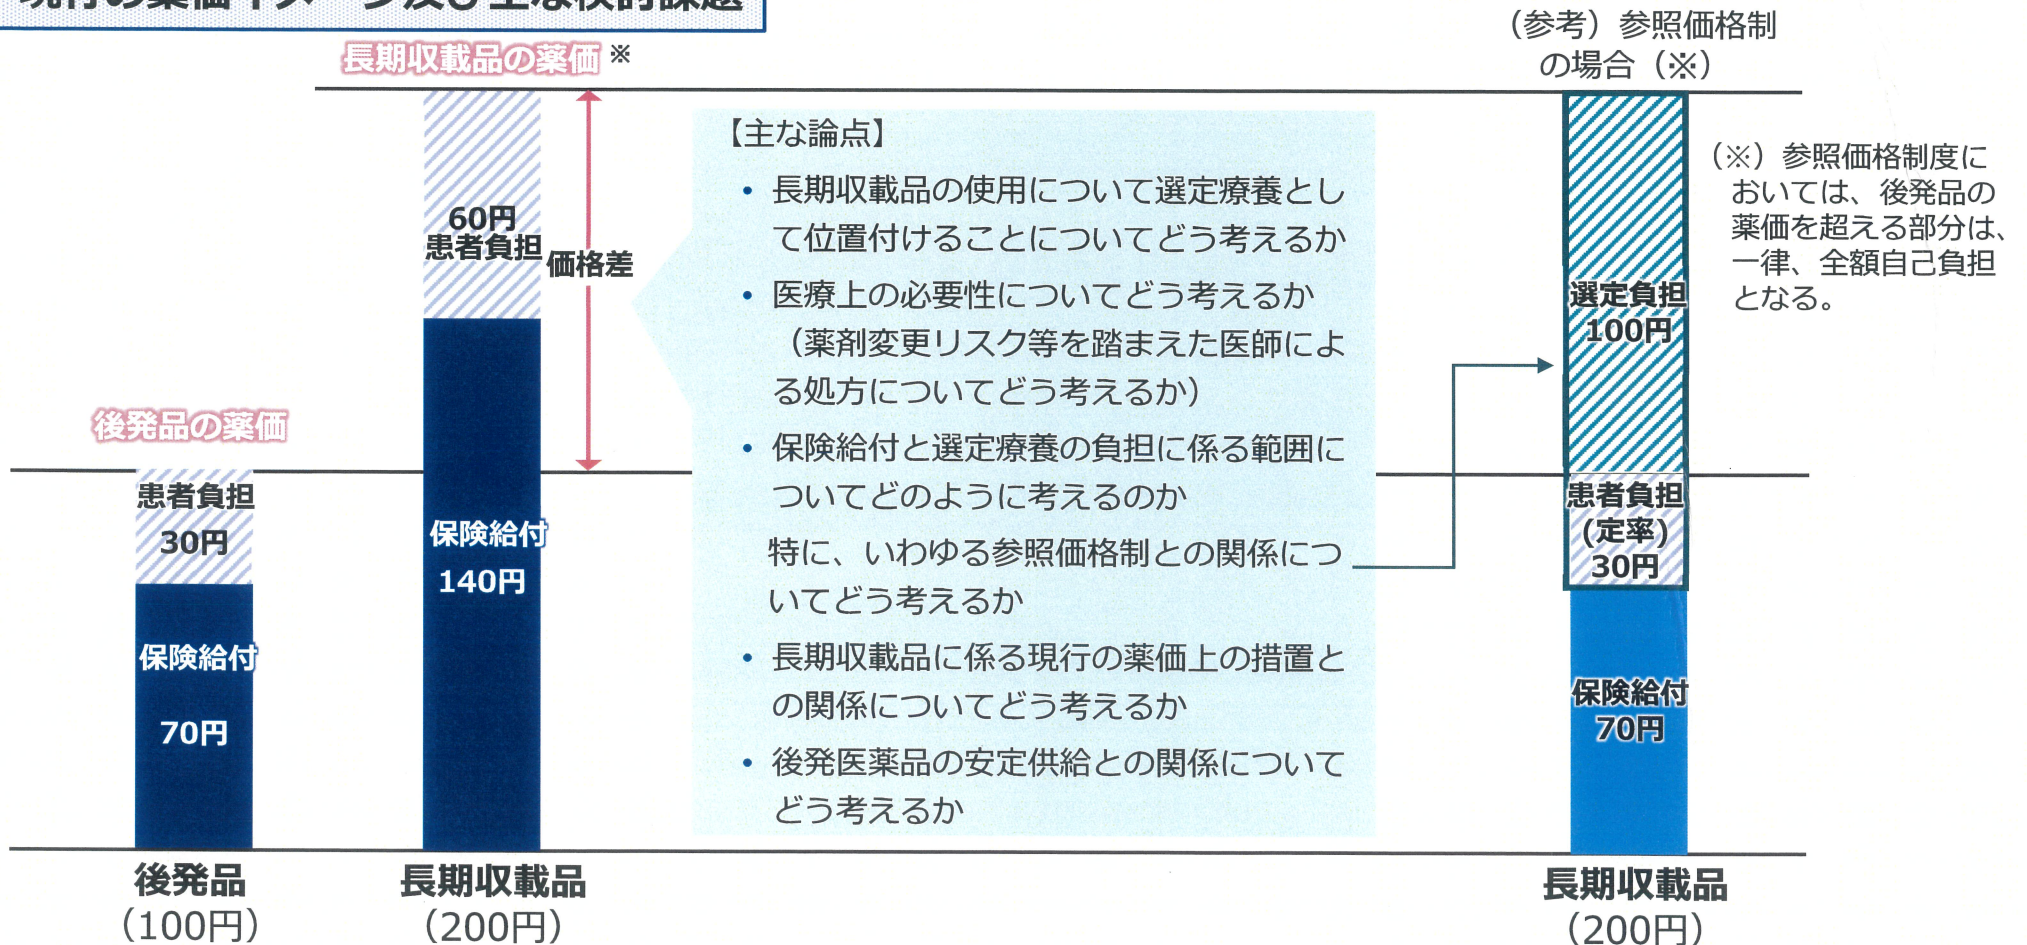 現行の薬価イメージ及び主な検討課題
長期収載品の薬価 ※
60円
患者負担
価格差
後発品の薬価
患者負担
30円
保険給付
70円
保険給付
140円
後発品
（100円）
長期収載品
（200円）
【主な論点】
• 長期収載品の使用について選定療養とし
て位置付けることについてどう考えるか
• 医療上の必要性についてどう考えるか
（薬剤変更リスク等を踏まえた医師によ
る処方についてどう考えるか）
• 保険給付と選定療養の負担に係る範囲に
ついてどのように考えるのか
特に、いわゆる参照価格制との関係につ
いてどう考えるか
• 長期収載品に係る現行の薬価上の措置と
の関係についてどう考えるか
• 後発医薬品の安定供給との関係について
どう考えるか
（参考）参照価格制
の場合（※）
選定負担
100円
患者負担
(定率)
30円
保険給付
70円
長期収載品
（200円）
（※）参照価格制度に
おいては、後発品の
薬価を超える部分は、
一律、全額自己負担
となる。